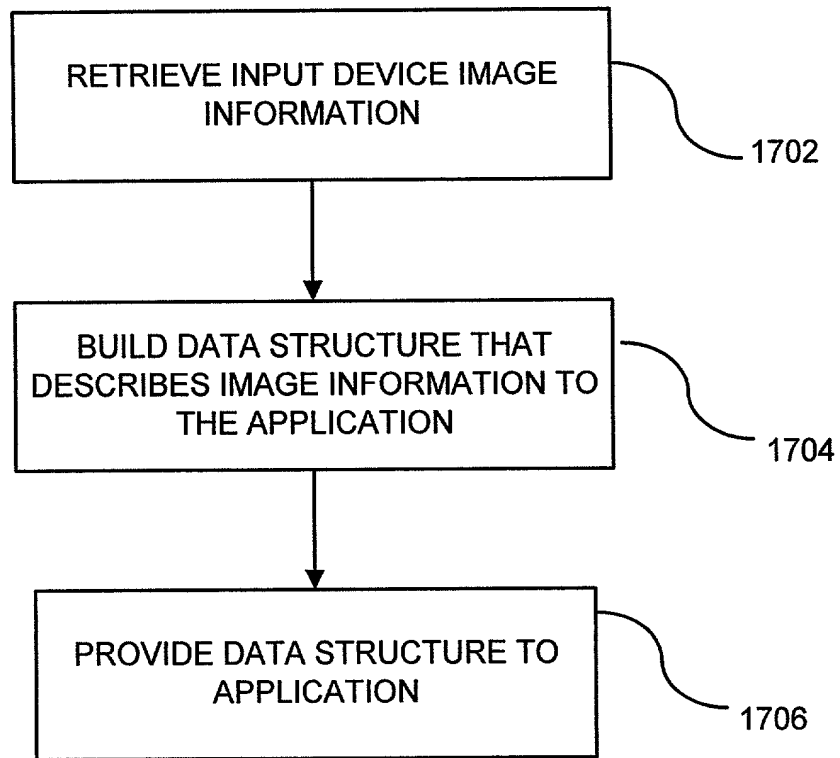 RETRIEVE INPUT DEVICE IMAGE
INFORMATION
1702
BUILD DATA STRUCTURE THAT
DESCRIBES IMAGE INFORMATION TO
THE APPLICATION
1704
PROVIDE DATA STRUCTURE TO
APPLICATION
1706